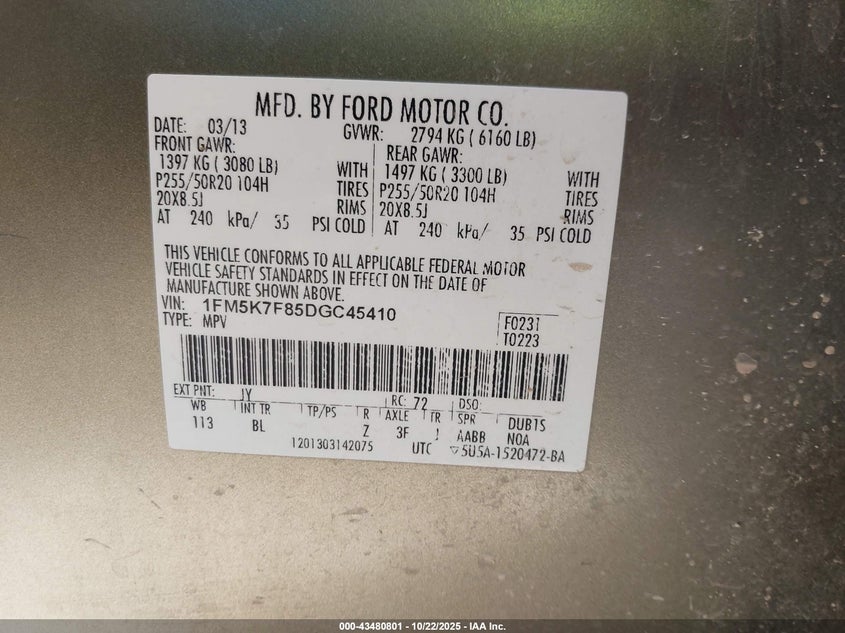 MFD. BY FORD MOTOR CO.
DATE: 03/13 GVWR: 2794 KG ( 6160 LB)
FRONT GAWR: REAR GAWR:
1397 KG ( 3080 LB) WITH 1497 KG ( 3300 LB) WITH
P255/50R20 104H TIRES P255/50R20 104H TIRES
20X8.5J RIMS 20X8.5J RIMS
AT 240 kPa/ 35 PSI COLD AT 240 kPa/ 35 PSI COLD
THIS VEHICLE CONFORMS TO ALL APPLICABLE FEDERAL MOTOR
VEHICLE SAFETY STANDARDS IN EFFECT ON THE DATE OF
MANUFACTURE SHOWN ABOVE.
VIN: 1FM5K7F85DGC45410
TYPE: MPV
F0231
T0223
EXT PNT: JY RC: 72 DSO:
WB INT TR TP/PS R AXLE TR SPR DUB1S
113 BL Z 3F J AABB N0A
1201303142075 UTC ▽5U5A-1520472-BA
000-43480801 - 10/22/2025 - IAA Inc.